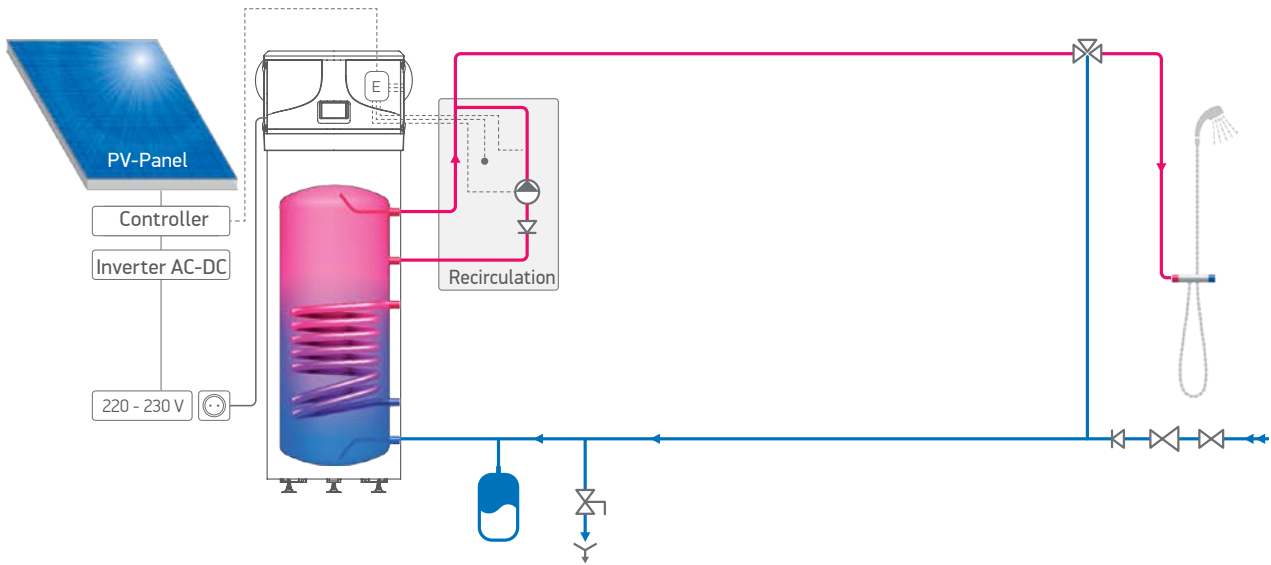 E
PV-Panel
Controller
Inverter AC-DC
Recirculation
220 - 230 V